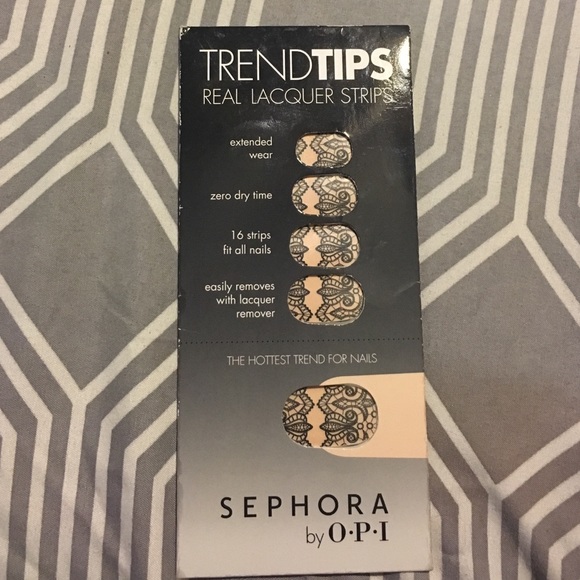 TRENDTIPS
REAL LACQUER STRIPS
extended
wear
zero dry time
16 strips
fit all nails
easily removes
with lacquer
remover
THE HOTTEST TREND FOR NAILS
SEPHORA
by O·P·I